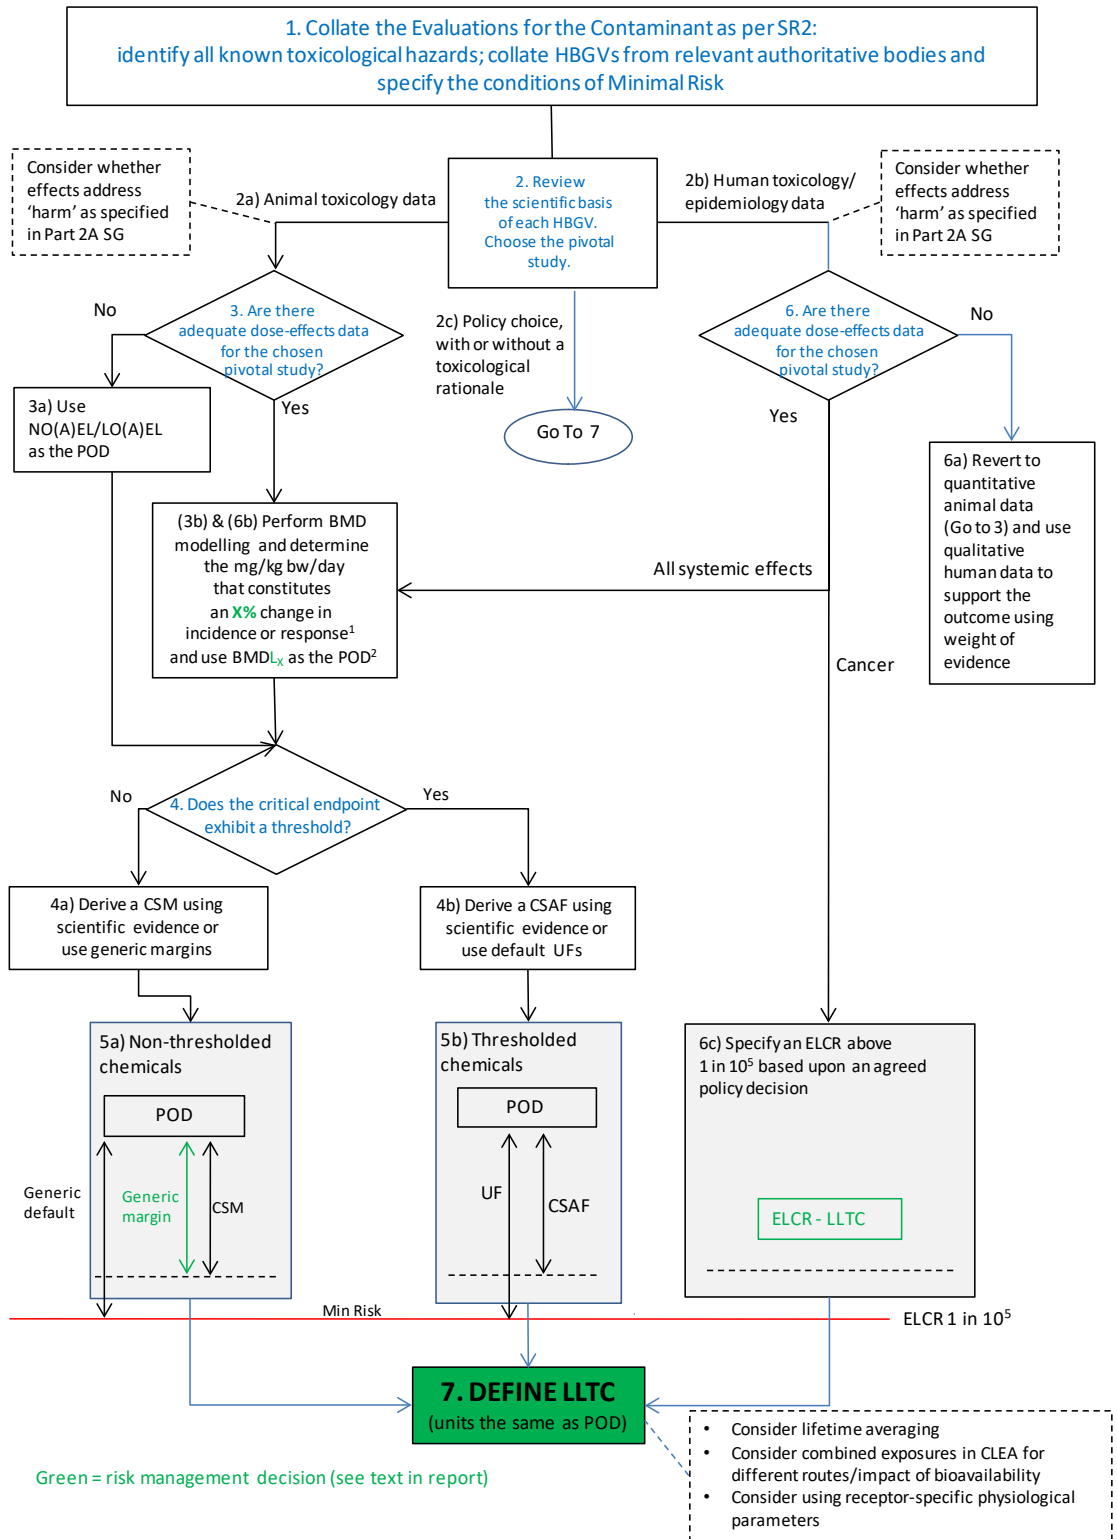 1. Collate the Evaluations for the Contaminant as per SR2:
identify all known toxicological hazards; collate HBGVs from relevant authoritative bodies and
specify the conditions of Minimal Risk
Consider whether
effects address
‘harm’ as specified
in Part 2A SG
2a) Animal toxicology data
2. Review
the scientific basis
of each HBGV.
Choose the pivotal
study.
2b) Human toxicology/
epidemiology data
Consider whether
effects address
‘harm’ as specified
in Part 2A SG
No
3. Are there
adequate dose-effects data
for the chosen
pivotal study?
Yes
2c) Policy choice,
with or without a
toxicological
rationale
Go To 7
6. Are there
adequate dose-effects data
for the chosen
pivotal study?
No
Yes
3a) Use
NO(A)EL/LO(A)EL
as the POD
6a) Revert to
quantitative
animal data
(Go to 3) and use
qualitative
human data to
support the
outcome using
weight of
evidence
(3b) & (6b) Perform BMD
modelling and determine
the mg/kg bw/day
that constitutes
an X% change in
incidence or response1
and use BMDLX as the POD2
All systemic effects
Cancer
No
4. Does the critical endpoint
exhibit a threshold?
Yes
4a) Derive a CSM using
scientific evidence or
use generic margins
4b) Derive a CSAF using
scientific evidence or
use default UFs
5a) Non-thresholded
chemicals
POD
Generic
default
Generic
margin
CSM
5b) Thresholded
chemicals
POD
UF
CSAF
6c) Specify an ELCR above
1 in 10⁵ based upon an agreed
policy decision
ELCR - LLTC
Min Risk
ELCR 1 in 10⁵
7. DEFINE LLTC
(units the same as POD)
• Consider lifetime averaging
• Consider combined exposures in CLEA for
different routes/impact of bioavailability
• Consider using receptor-specific physiological
parameters
Green = risk management decision (see text in report)